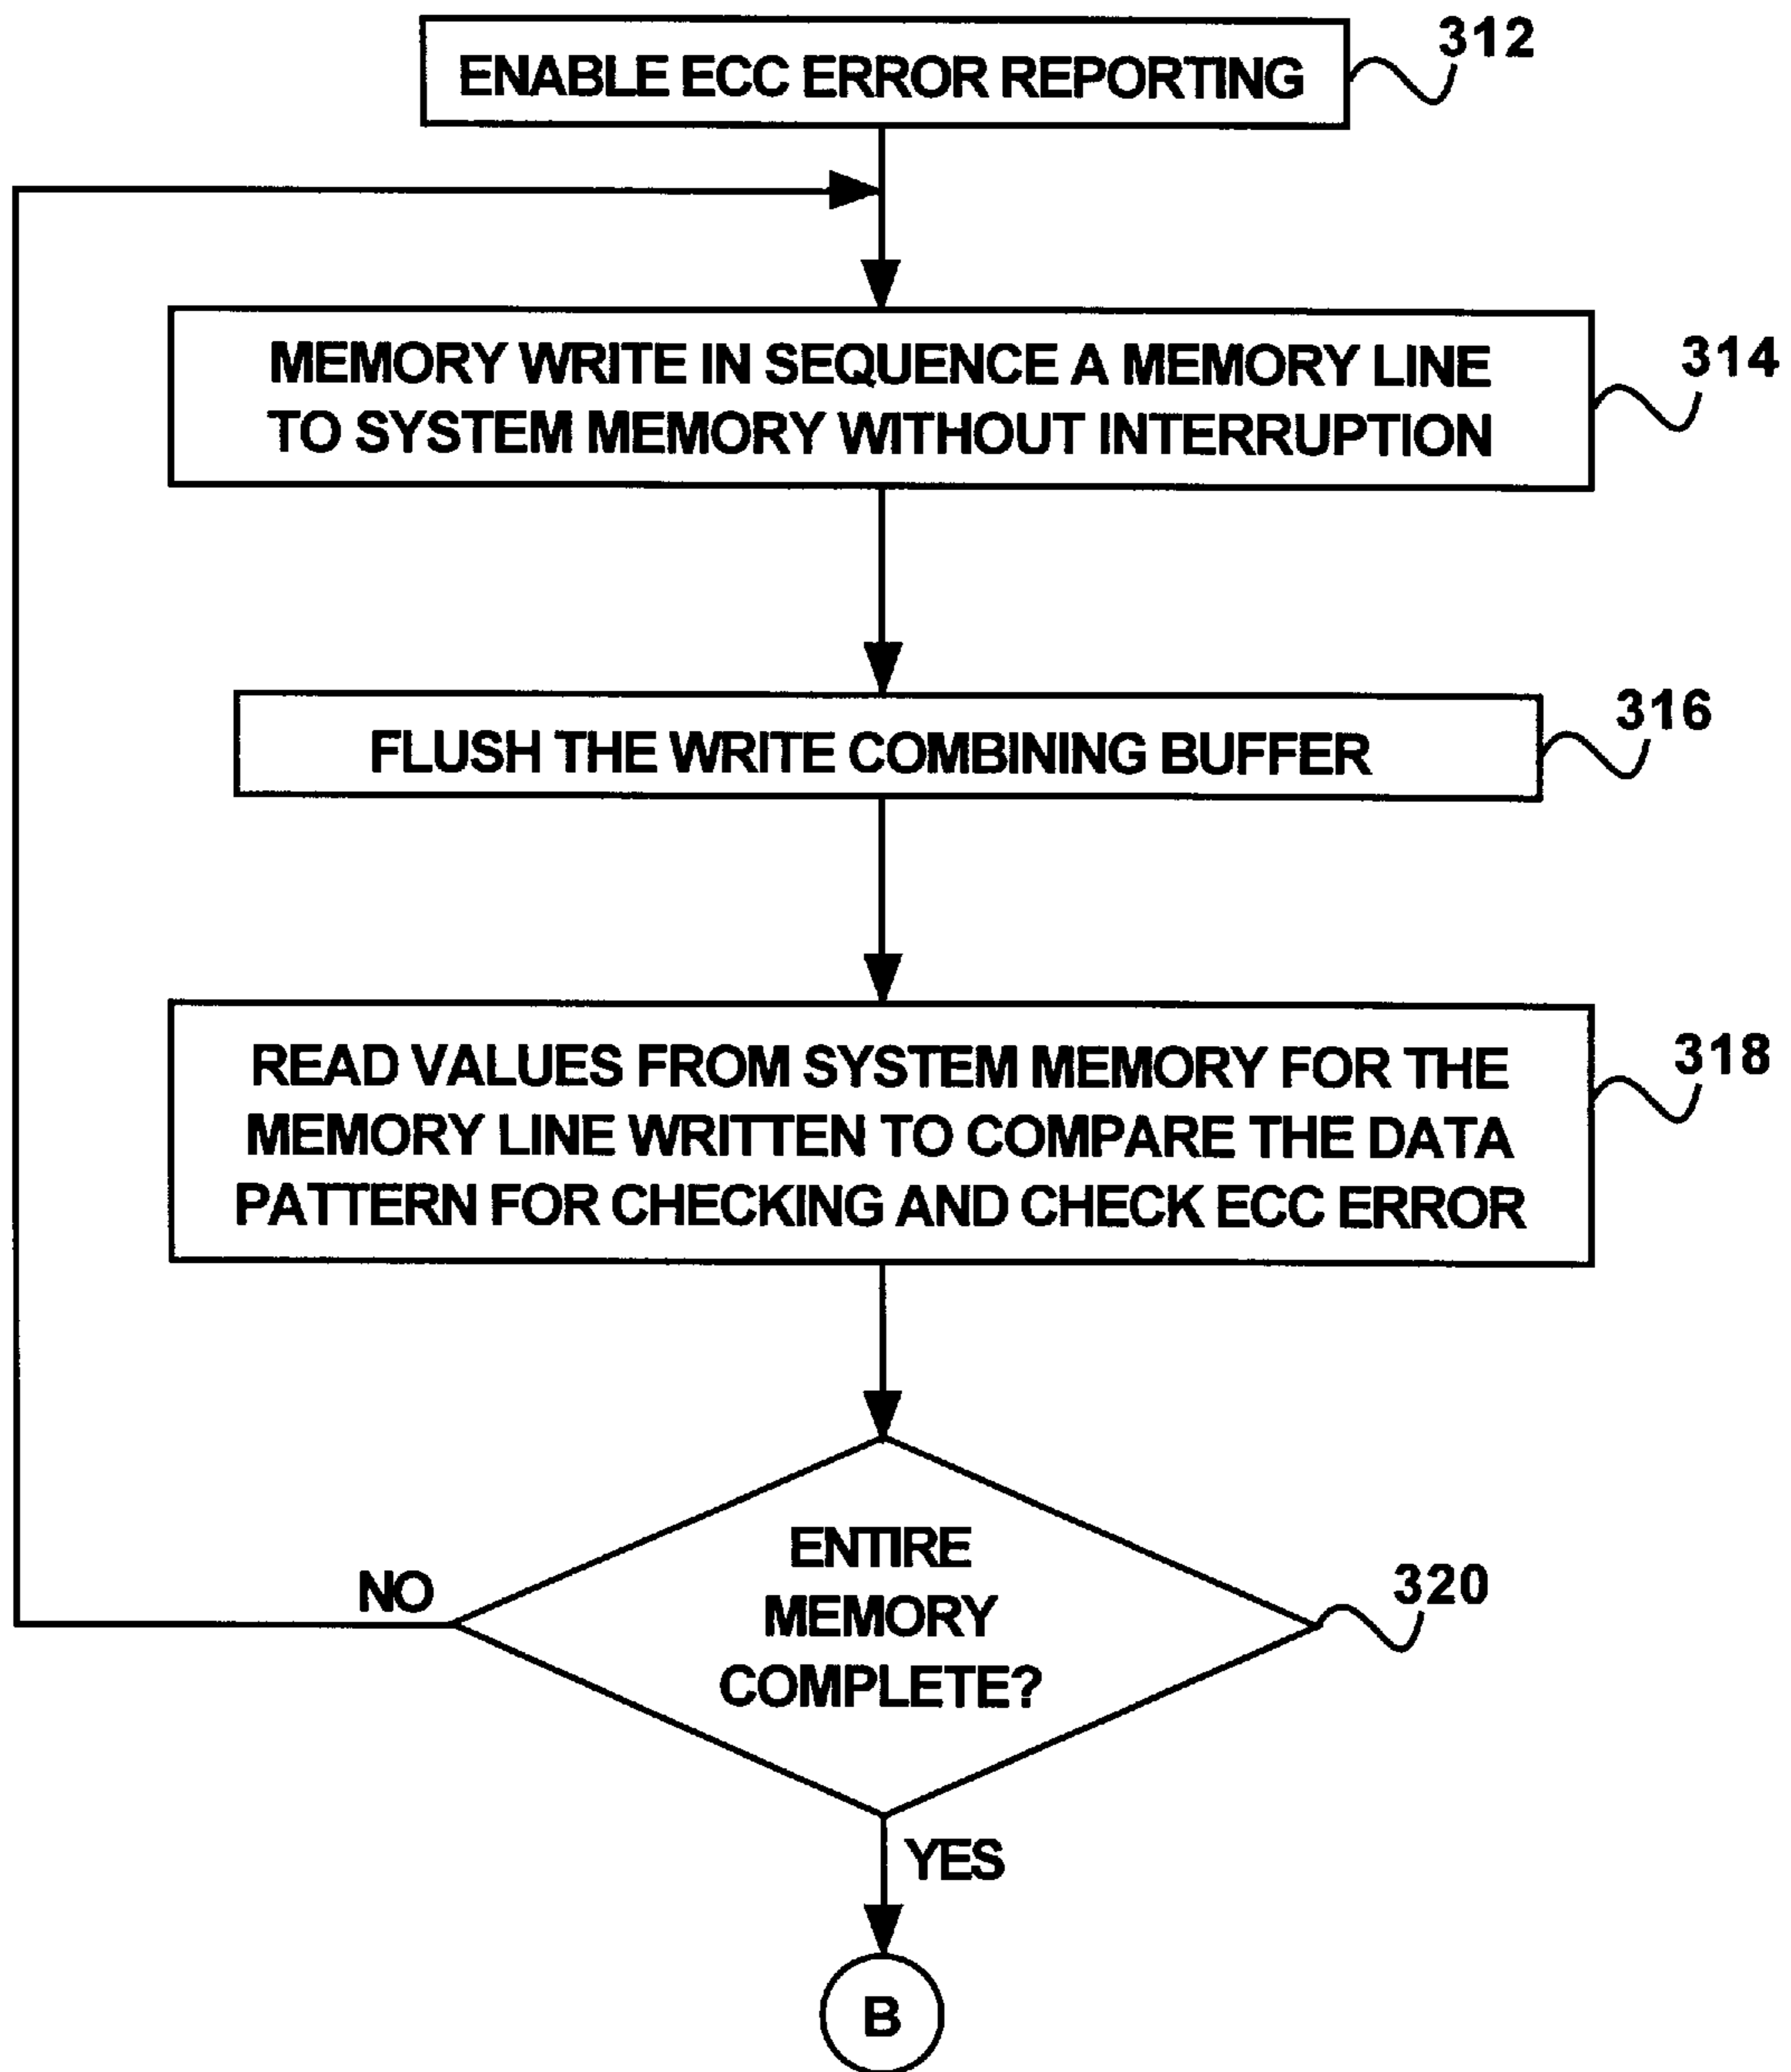 312
ENABLE ECC ERROR REPORTING
314
MEMORY WRITE IN SEQUENCE A MEMORY LINE
TO SYSTEM MEMORY WITHOUT INTERRUPTION
316
FLUSH THE WRITE COMBINING BUFFER
318
READ VALUES FROM SYSTEM MEMORY FOR THE
MEMORY LINE WRITTEN TO COMPARE THE DATA
PATTERN FOR CHECKING AND CHECK ECC ERROR
ENTIRE
MEMORY
COMPLETE?
NO
320
YES
B